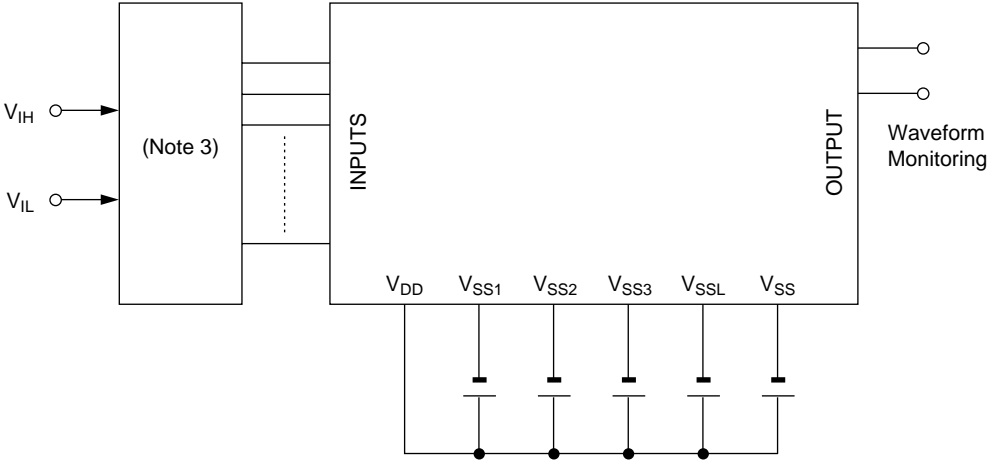 V_IH
V_IL
(Note 3)
INPUTS
OUTPUT
Waveform
Monitoring
V_DD V_SS1 V_SS2 V_SS3 V_SSL V_SS